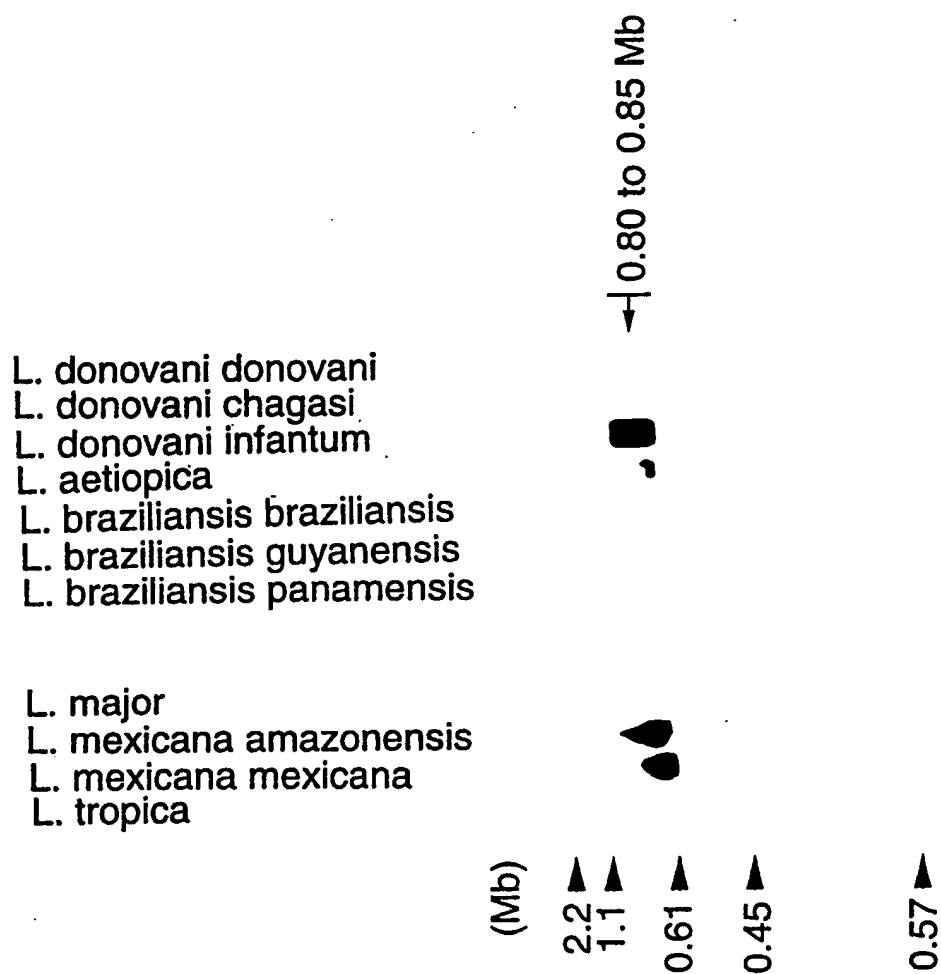 0.80 to 0.85 Mb
L. donovani donovani
L. donovani chagasi
L. donovani infantum
L. aetiopica
L. braziliansis braziliansis
L. braziliansis guyanensis
L. braziliansis panamensis
L. major
L. mexicana amazonensis
L. mexicana mexicana
L. tropica
(Mb)
2.2
1.1
0.61
0.45
0.57